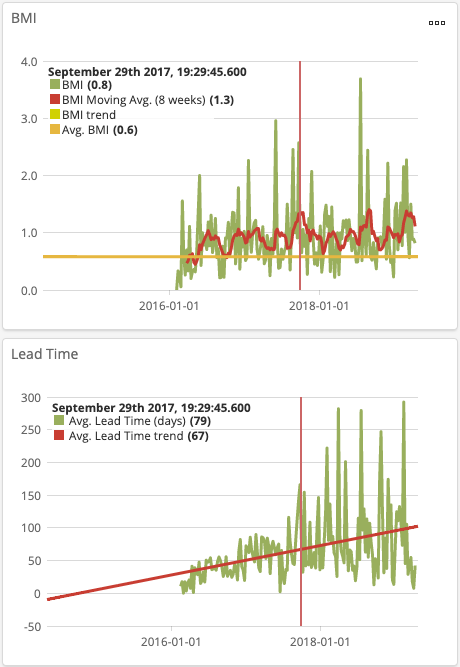 BMI
4.0
September 29th 2017, 19:29:45.600
BMI (0.8)
BMI Moving Avg. (8 weeks) (1.3)
BMI trend
Avg. BMI (0.6)
3.0
2.0
1.0
0.0
2016-01-01 2018-01-01
Lead Time
300
September 29th 2017, 19:29:45.600
Avg. Lead Time (days) (79)
Avg. Lead Time trend (67)
250
200
150
100
50
0
-50
2016-01-01 2018-01-01